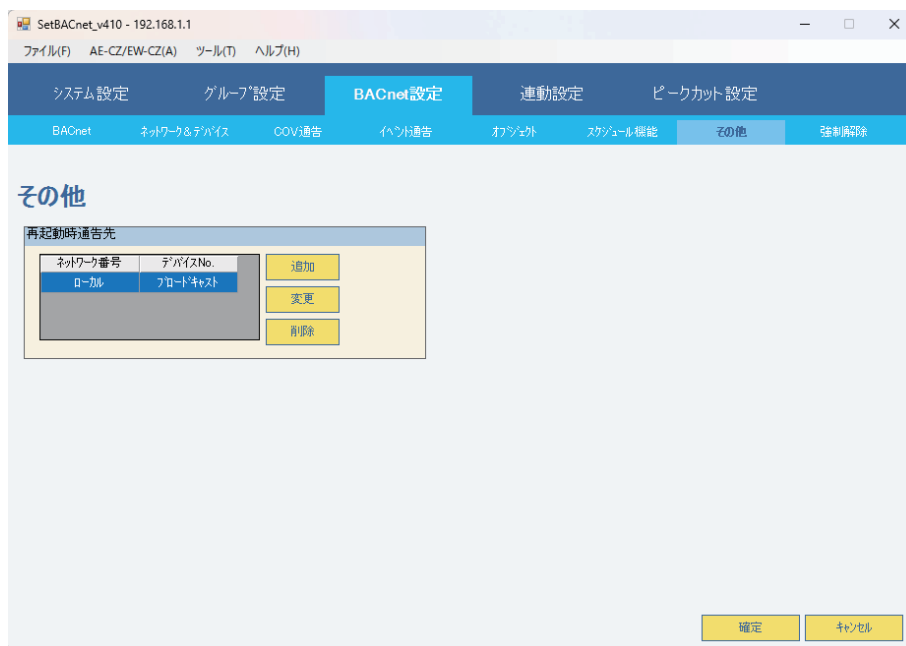 SetBACnet_v410 - 192.168.1.1
ファイル(F) AE-CZ/EW-CZ(A) ツール(T) ヘルプ(H)
システム設定 グループ設定 BACnet設定 連動設定 ピークカット設定
BACnet ネットワーク&デバイス COV通告 イベント通告 オブジェクト スケジュール機能 その他 強制解除
その他
再起動時通告先
ネットワーク番号 デバイスNo.
ローカル ブロードキャスト
追加
変更
削除
確定 キャンセル